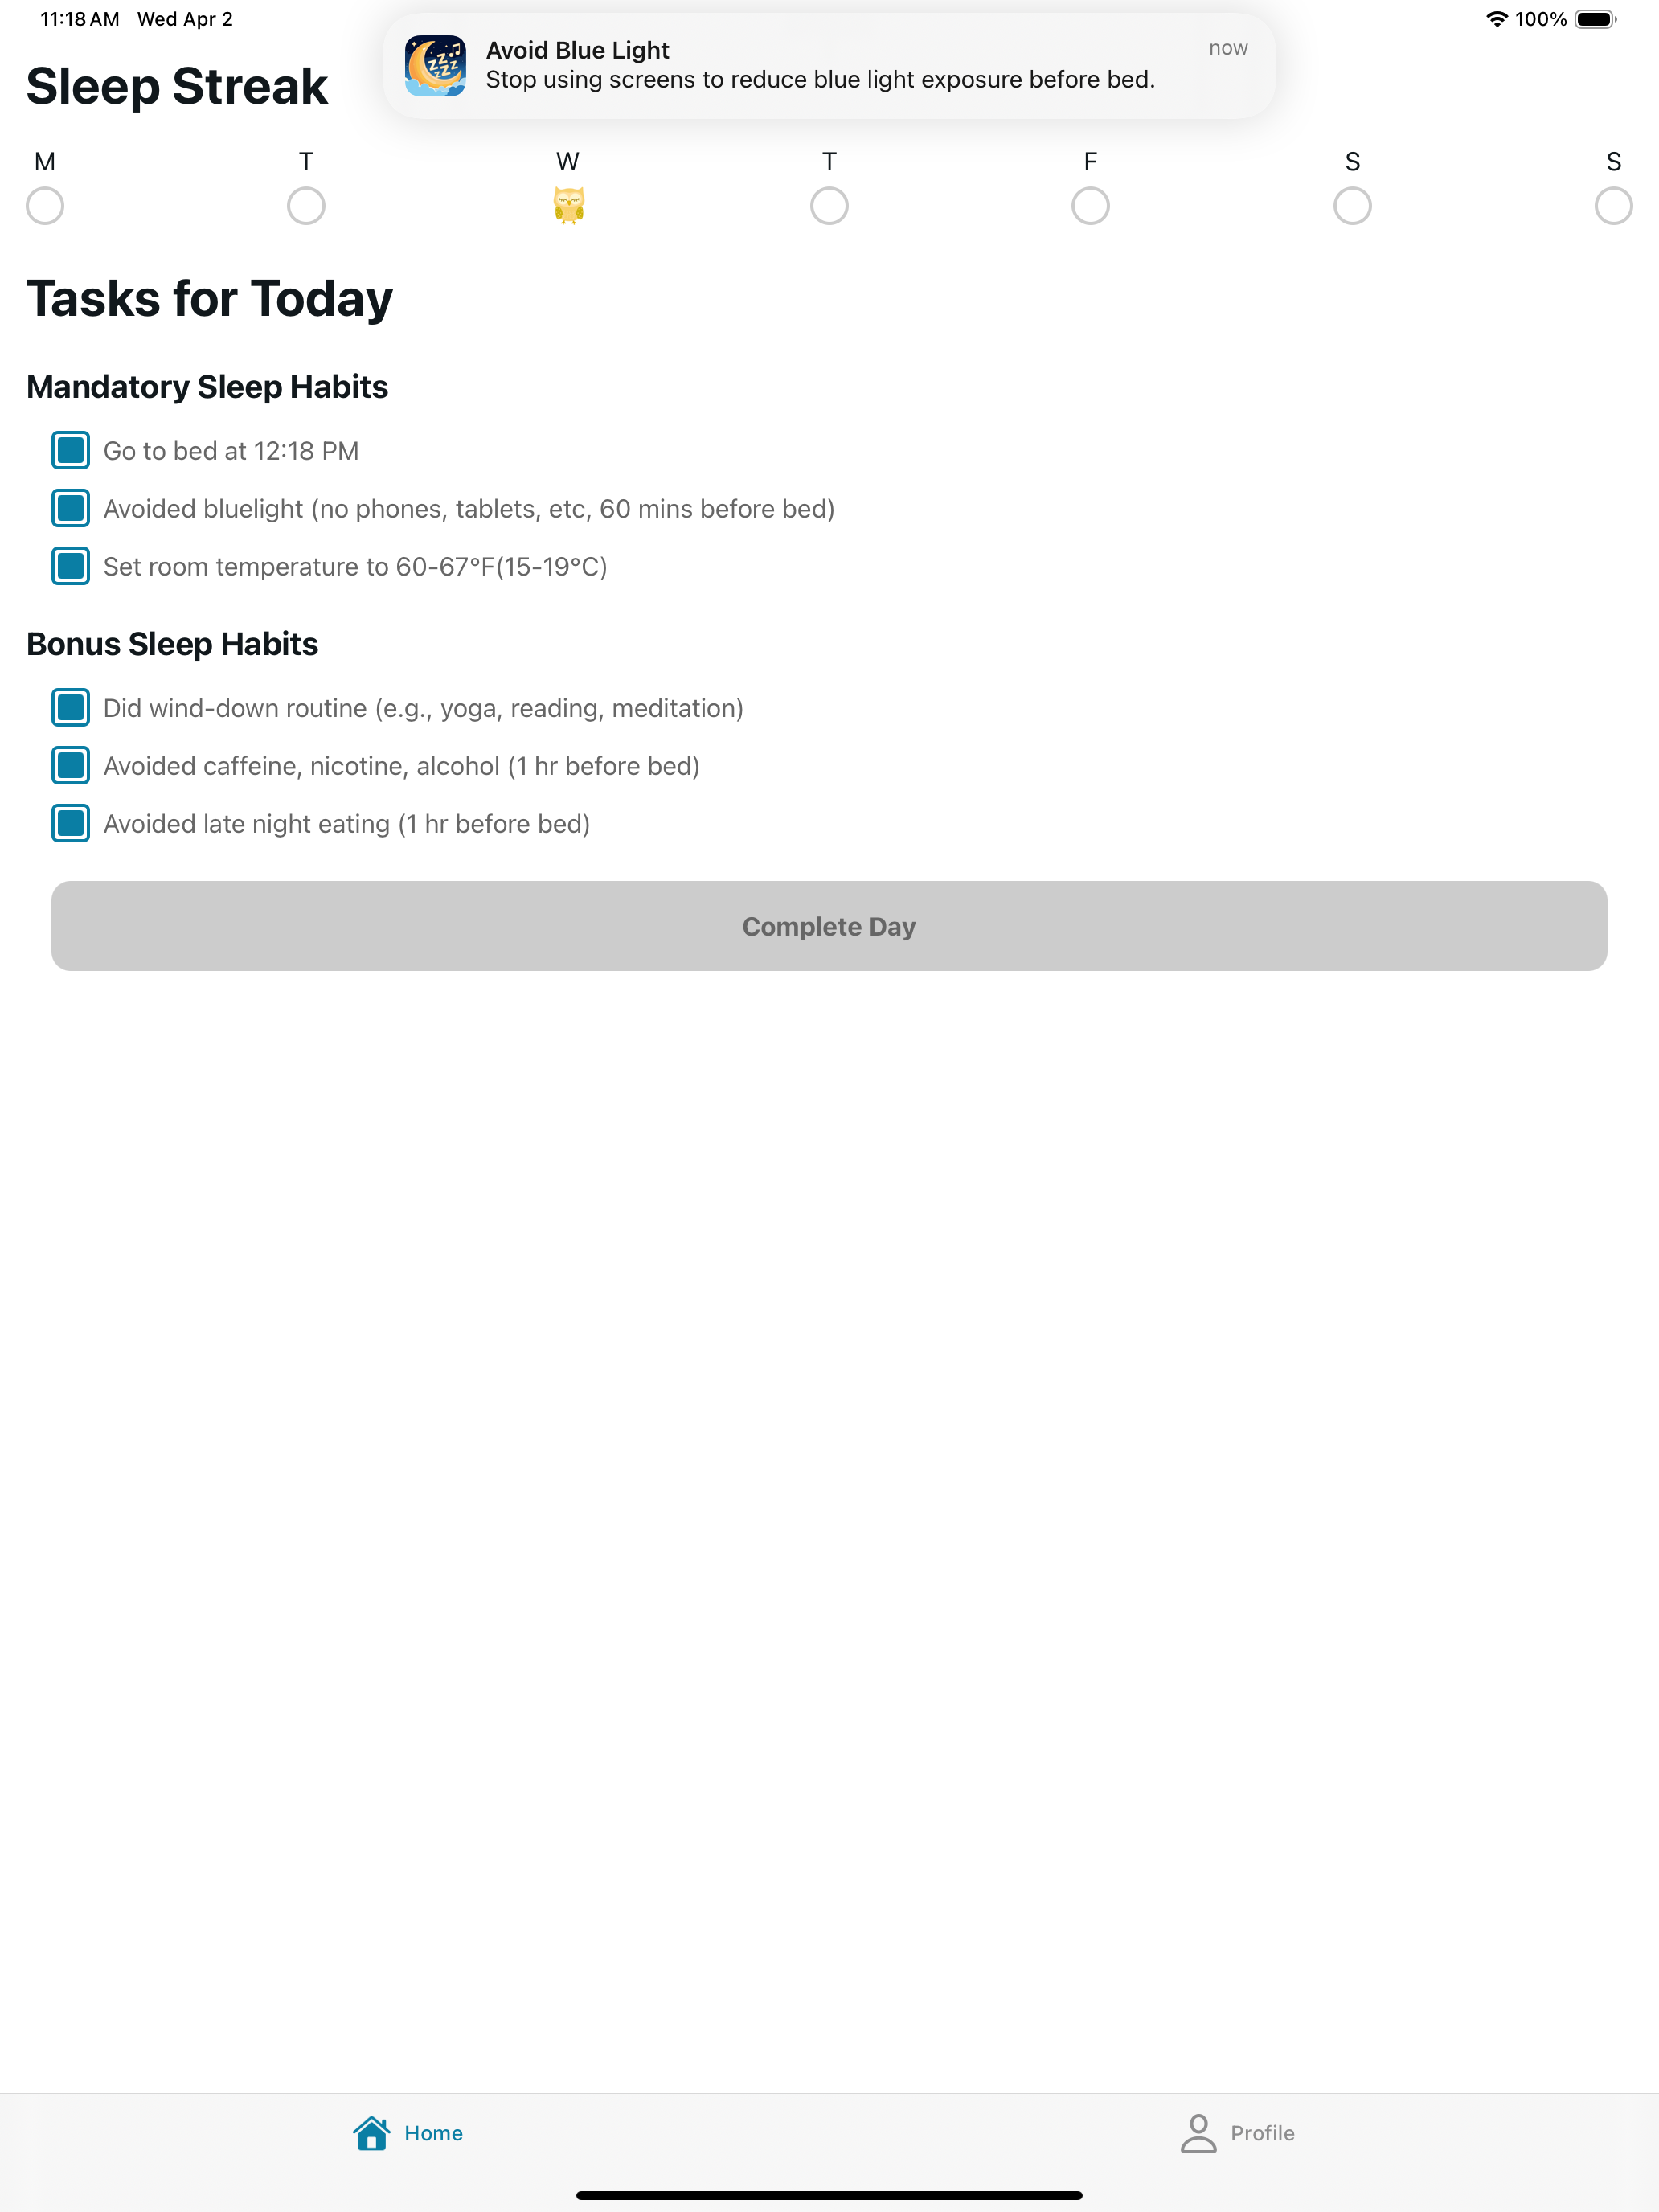 11:18 AM Wed Apr 2
100%
Avoid Blue Light
now
Stop using screens to reduce blue light exposure before bed.
Sleep Streak
M T W T F S S
Tasks for Today
Mandatory Sleep Habits
Go to bed at 12:18 PM
Avoided bluelight (no phones, tablets, etc, 60 mins before bed)
Set room temperature to 60-67°F(15-19°C)
Bonus Sleep Habits
Did wind-down routine (e.g., yoga, reading, meditation)
Avoided caffeine, nicotine, alcohol (1 hr before bed)
Avoided late night eating (1 hr before bed)
Complete Day
Home
Profile